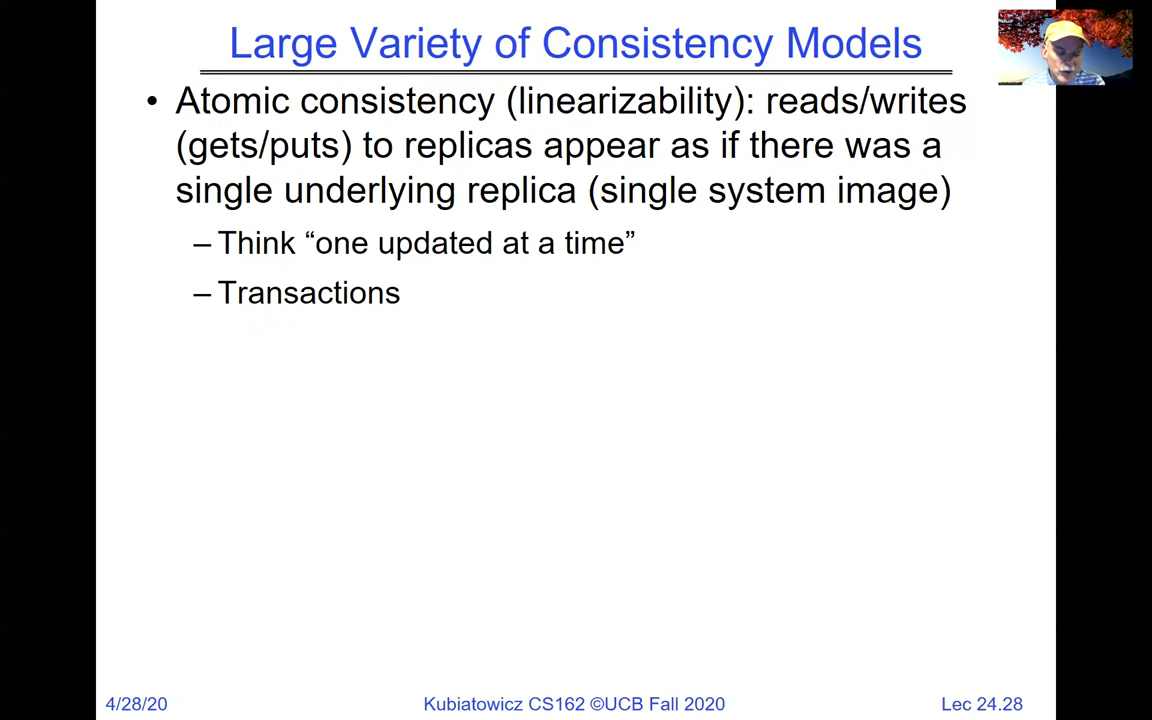 Large Variety of Consistency Models
• Atomic consistency (linearizability): reads/writes
(gets/puts) to replicas appear as if there was a
single underlying replica (single system image)
– Think “one updated at a time”
– Transactions
4/28/20
Kubiatowicz CS162 ©UCB Fall 2020
Lec 24.28